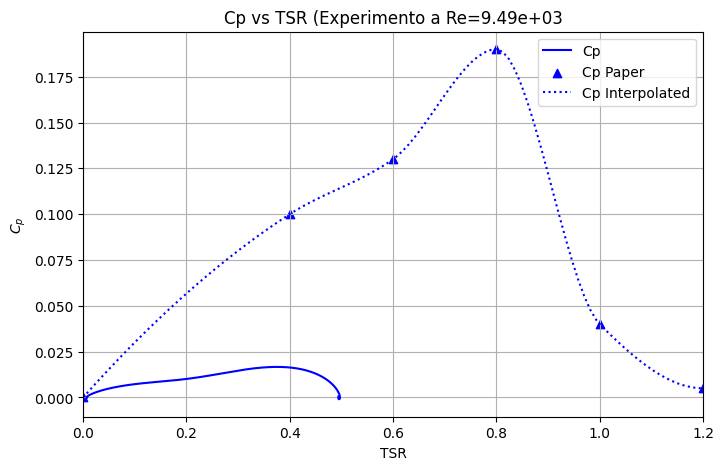 Cp vs TSR (Experimento a Re=9.49e+03
Cp
Cp Paper
Cp Interpolated
0.175
0.150
0.125
0.100
0.075
0.050
0.025
0.000
$C_p$
0.0 0.2 0.4 0.6 0.8 1.0 1.2
TSR